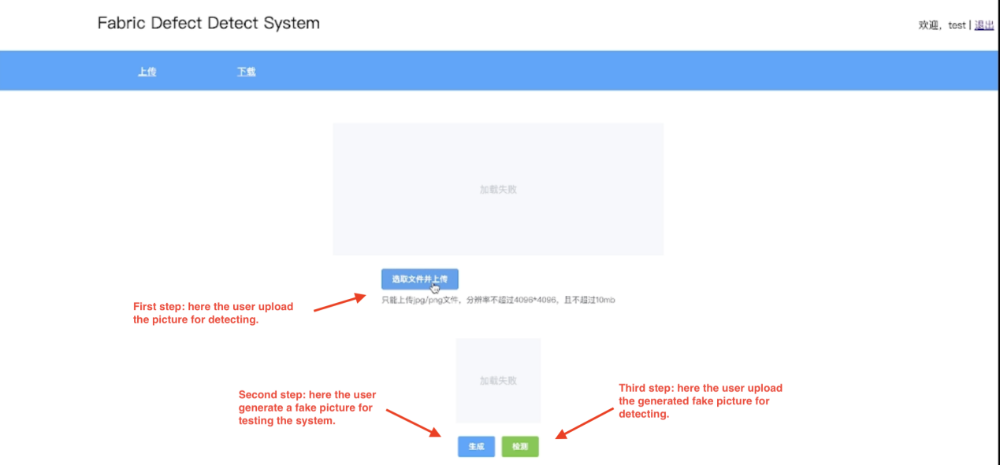 Fabric Defect Detect System
欢迎，test | 退出
上传
下载
加载失败
选取文件并上传
只能上传jpg/png文件，分辨率不超过4096*4096，且不超过10mb
First step: here the user upload
the picture for detecting.
加载失败
Second step: here the user
generate a fake picture for
testing the system.
Third step: here the user upload
the generated fake picture for
detecting.
生成
检测